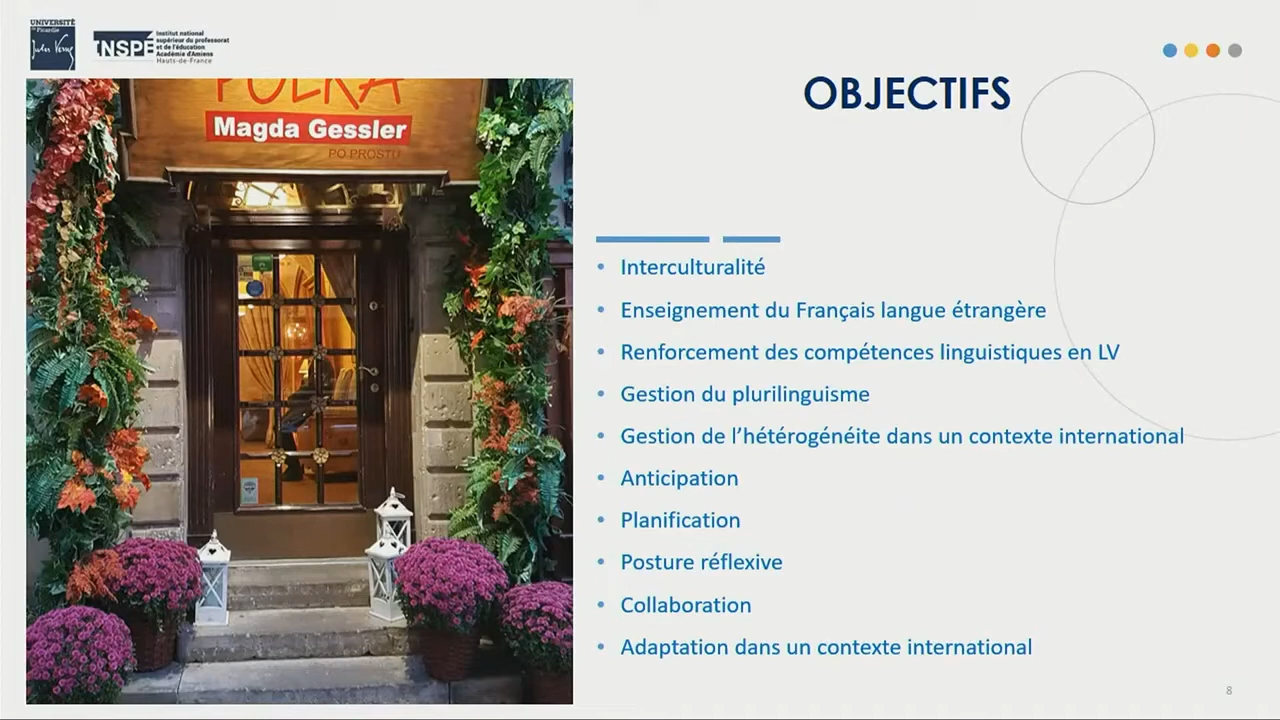 UNIVERSITÉ
de Picardie
Jules Verne
INSPÉ
Institut national
supérieur du professorat
et de l'éducation
Académie d'Amiens
Hauts-de-France
POLKA
Magda Gessler
PO PROSTU
OBJECTIFS
• Interculturalité
• Enseignement du Français langue étrangère
• Renforcement des compétences linguistiques en LV
• Gestion du plurilinguisme
• Gestion de l’hétérogénéite dans un contexte international
• Anticipation
• Planification
• Posture réflexive
• Collaboration
• Adaptation dans un contexte international
8